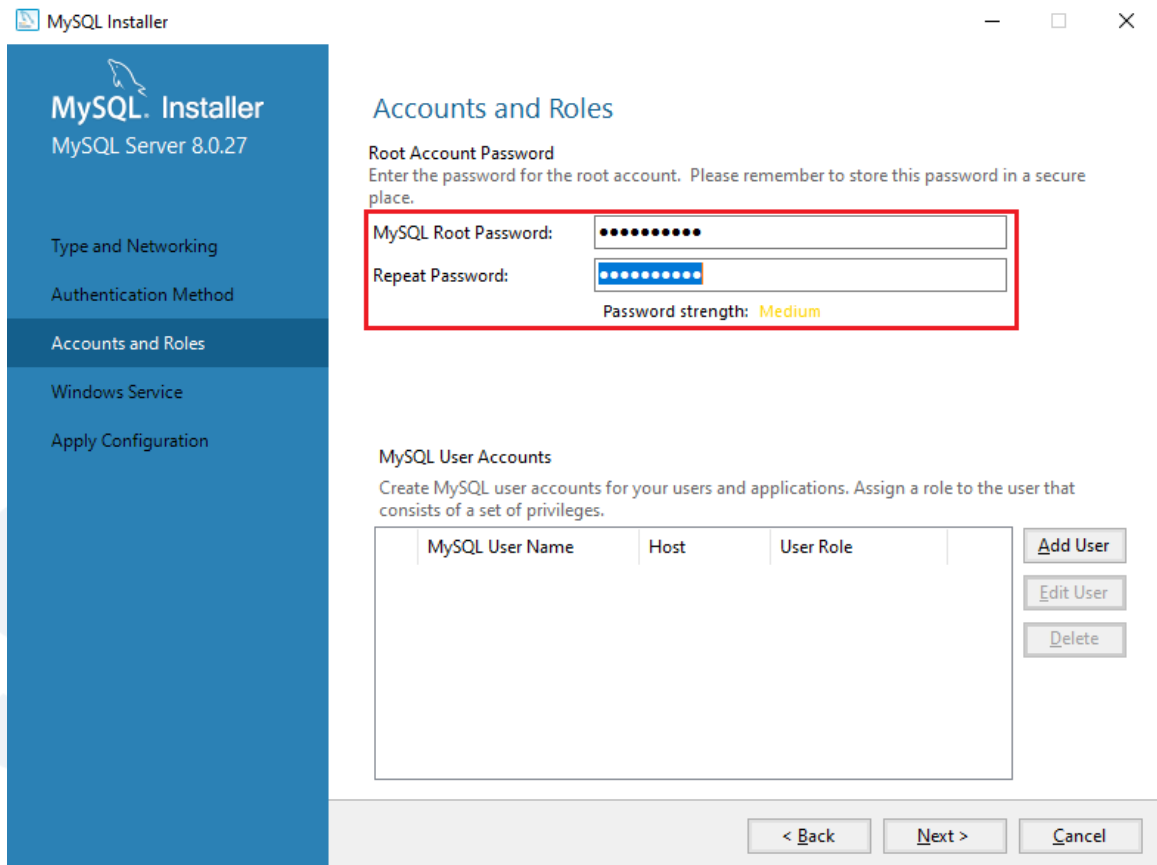 MySQL Installer
MySQL. Installer
MySQL Server 8.0.27
Type and Networking
Authentication Method
Accounts and Roles
Windows Service
Apply Configuration
Accounts and Roles
Root Account Password
Enter the password for the root account. Please remember to store this password in a secure
place.
MySQL Root Password: ●●●●●●●●●●
Repeat Password: ●●●●●●●●●●
Password strength: Medium
MySQL User Accounts
Create MySQL user accounts for your users and applications. Assign a role to the user that
consists of a set of privileges.
MySQL User Name Host User Role
Add User
Edit User
Delete
< Back Next > Cancel